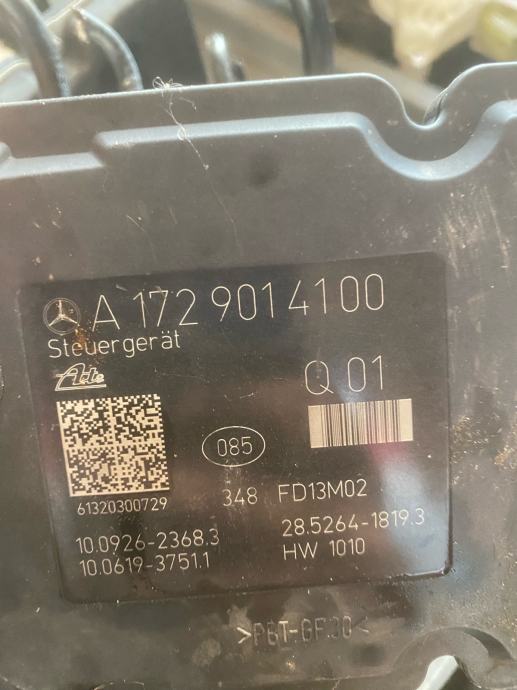 A 172 901 41 00
Steuergerät
Ate
Q 01
085
61320300729
348 FD13M02
10.0926-2368.3
10.0619-3751.1
28.5264-1819.3
HW 1010
>PBT-GF30<